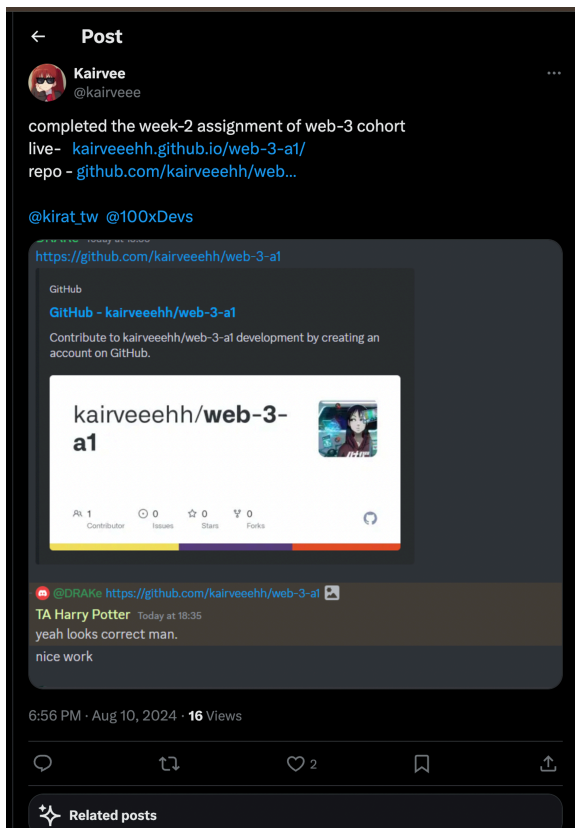 Post
Kairvee
@kairveee
completed the week-2 assignment of web-3 cohort
live- kairveeehh.github.io/web-3-a1/
repo - github.com/kairveeehh/web...
@kirat_tw @100xDevs
https://github.com/kairveeehh/web-3-a1
GitHub
GitHub - kairveeehh/web-3-a1
Contribute to kairveeehh/web-3-a1 development by creating an
account on GitHub.
kairveeehh/web-3-
a1
1
Contributor
0
Issues
0
Stars
0
Forks
@DRAKe https://github.com/kairveeehh/web-3-a1
TA Harry Potter Today at 18:35
yeah looks correct man.
nice work
6:56 PM · Aug 10, 2024 · 16 Views
2
Related posts